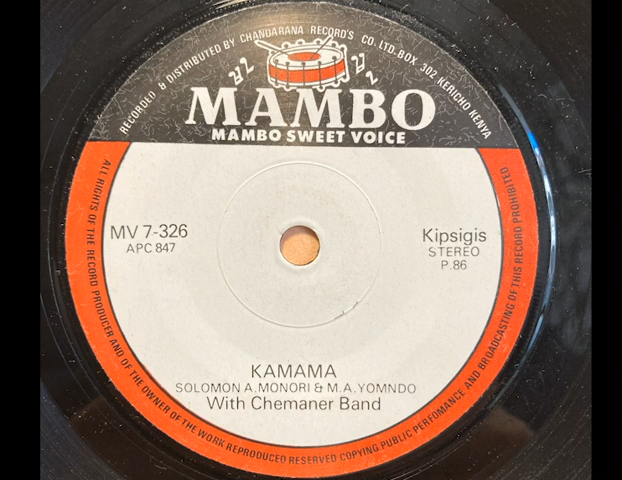 RECORDED & DISTRIBUTED BY CHANDARANA RECORD'S CO. LTD. BOX 302 KERICHO KENYA
MAMBO
MAMBO SWEET VOICE
MV 7-326
APC 847
Kipsigis
STEREO
P.86
KAMAMA
SOLOMON A. MONORI & M.A. YOMNDO
With Chemaner Band
ALL RIGHTS OF THE RECORD PRODUCER AND OF THE OWNER OF THE WORK REPRODUCED RESERVED COPYING PUBLIC PERFOMANCE AND BROADCASTING OF THIS RECORD PROHIBITED